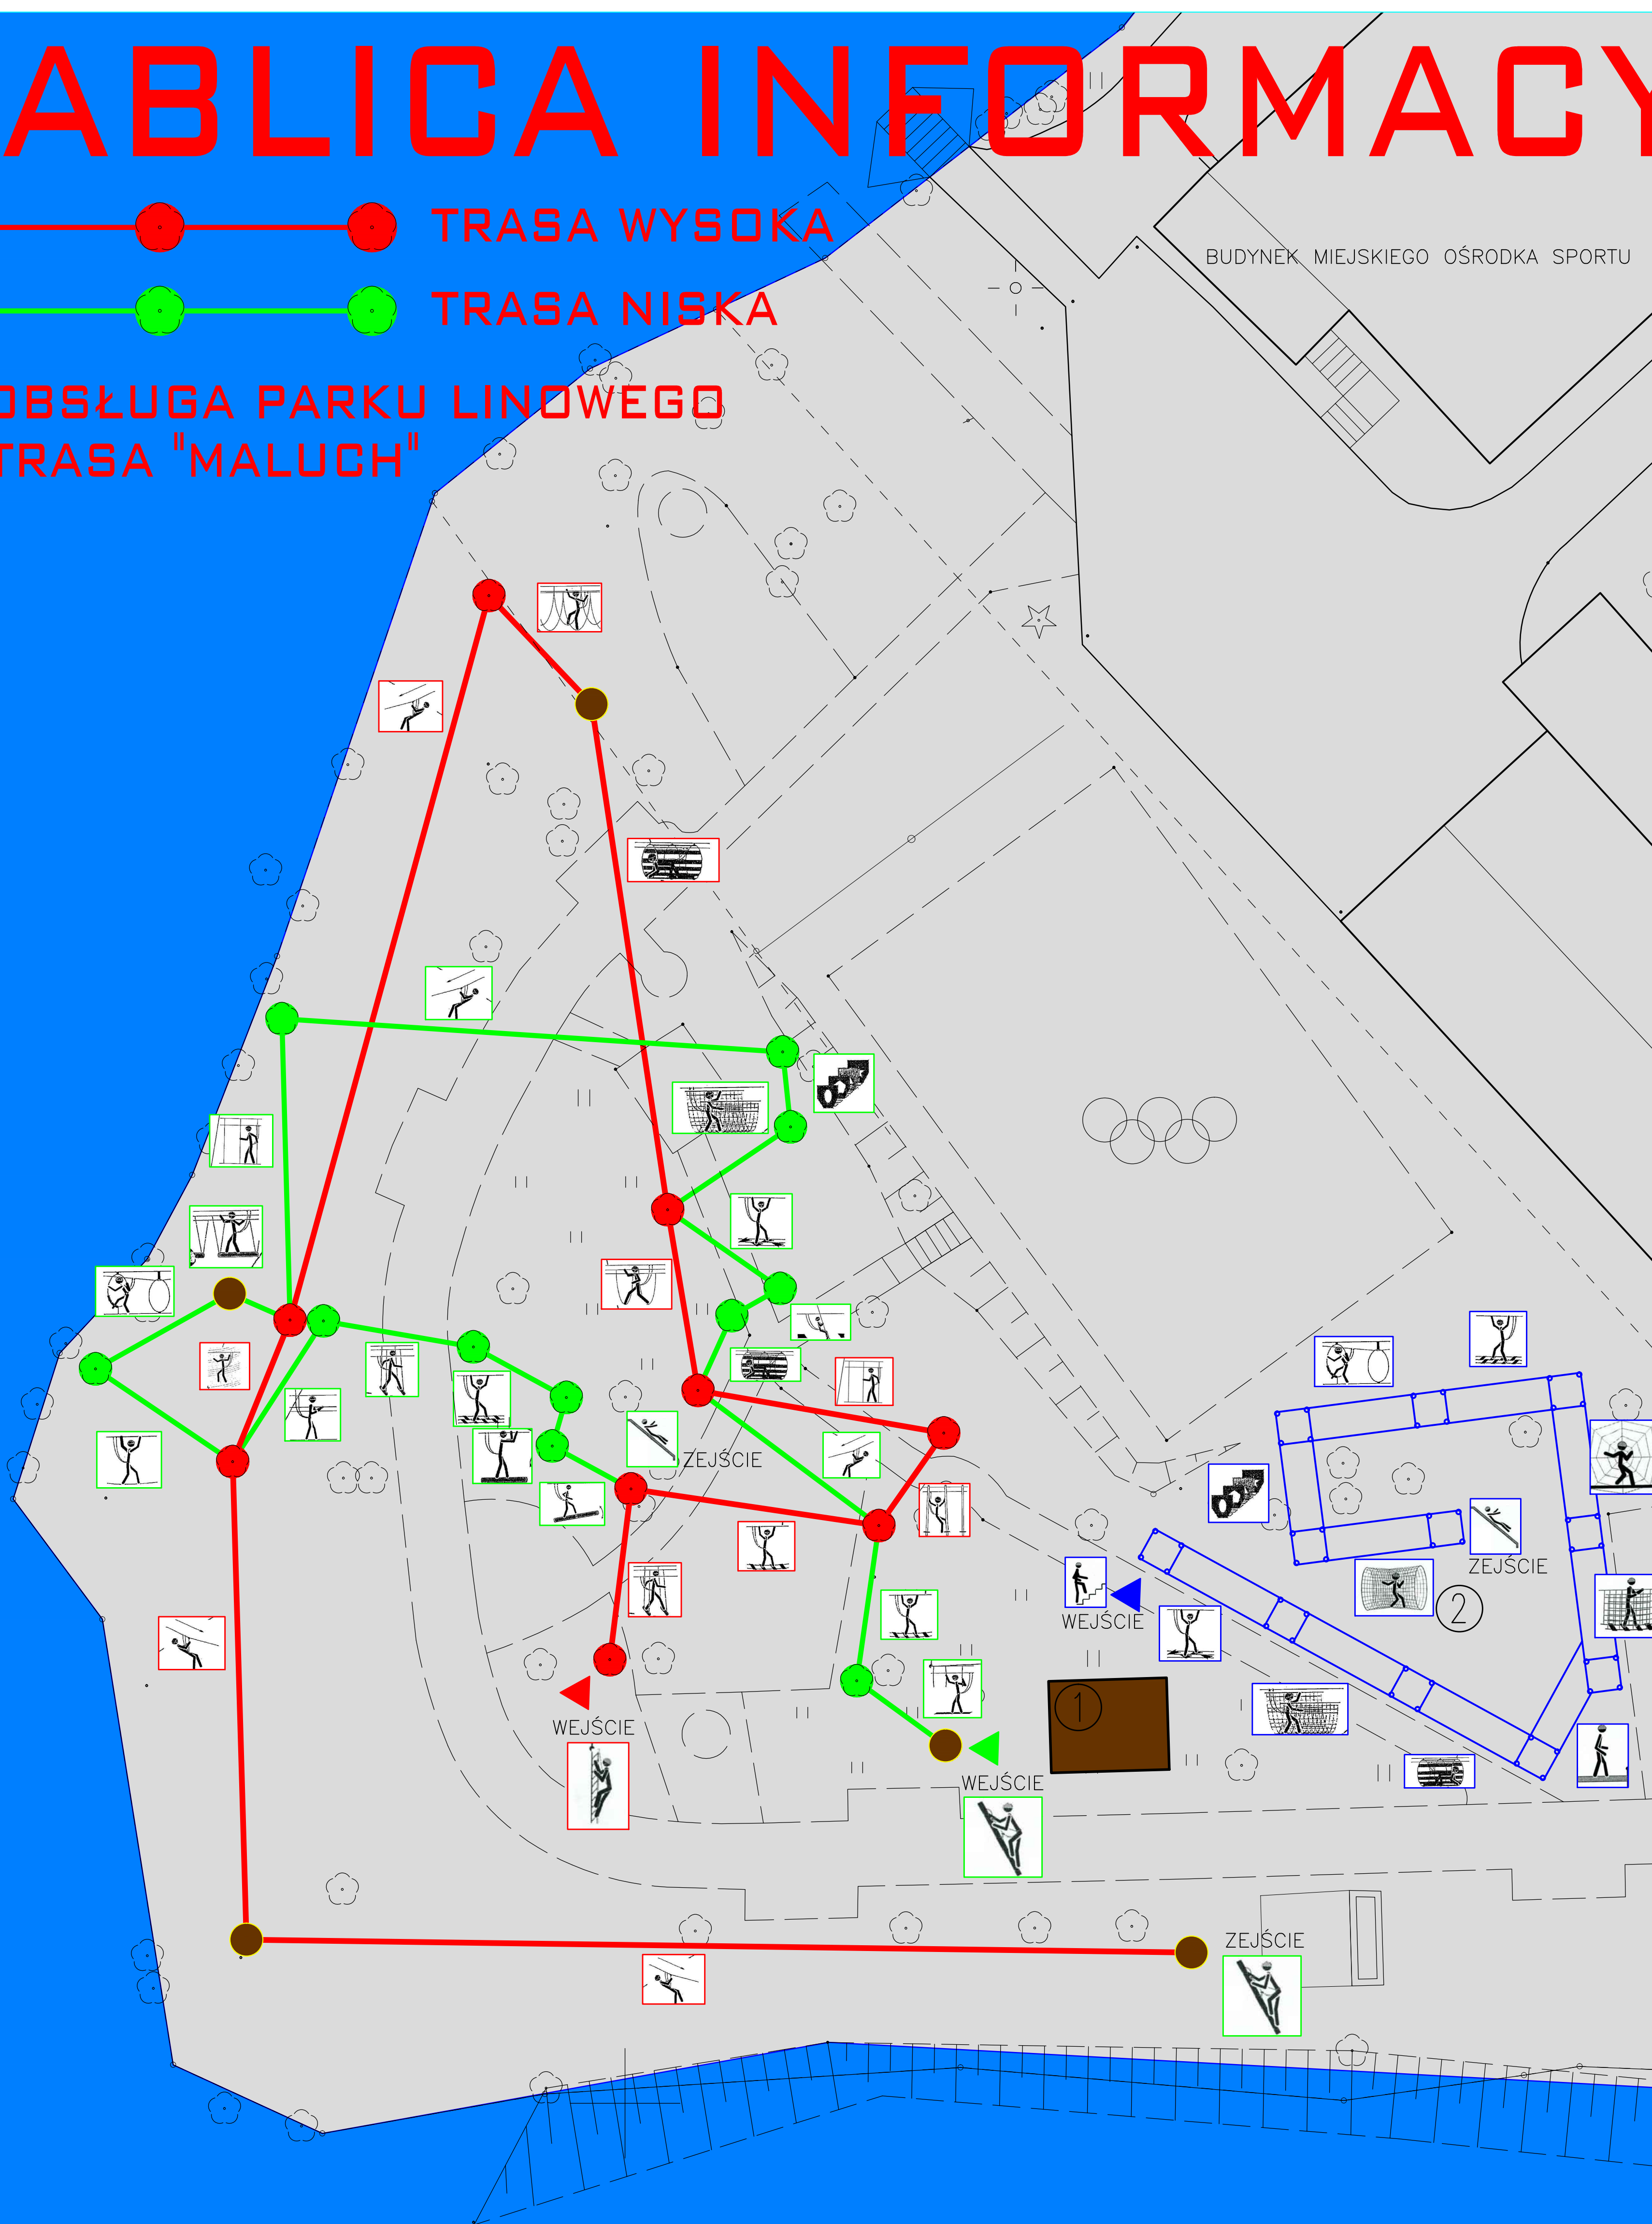 ABLICA INFORMACY
TRASA WYSOKA
BUDYNEK MIEJSKIEGO OŚRODKA SPORTU
TRASA NISKA
OBSŁUGA PARKU LINOWEGO
TRASA "MALUCH"
ZEJŚCIE
ZEJŚCIE
2
WEJŚCIE
1
WEJŚCIE
WEJŚCIE
ZEJŚCIE